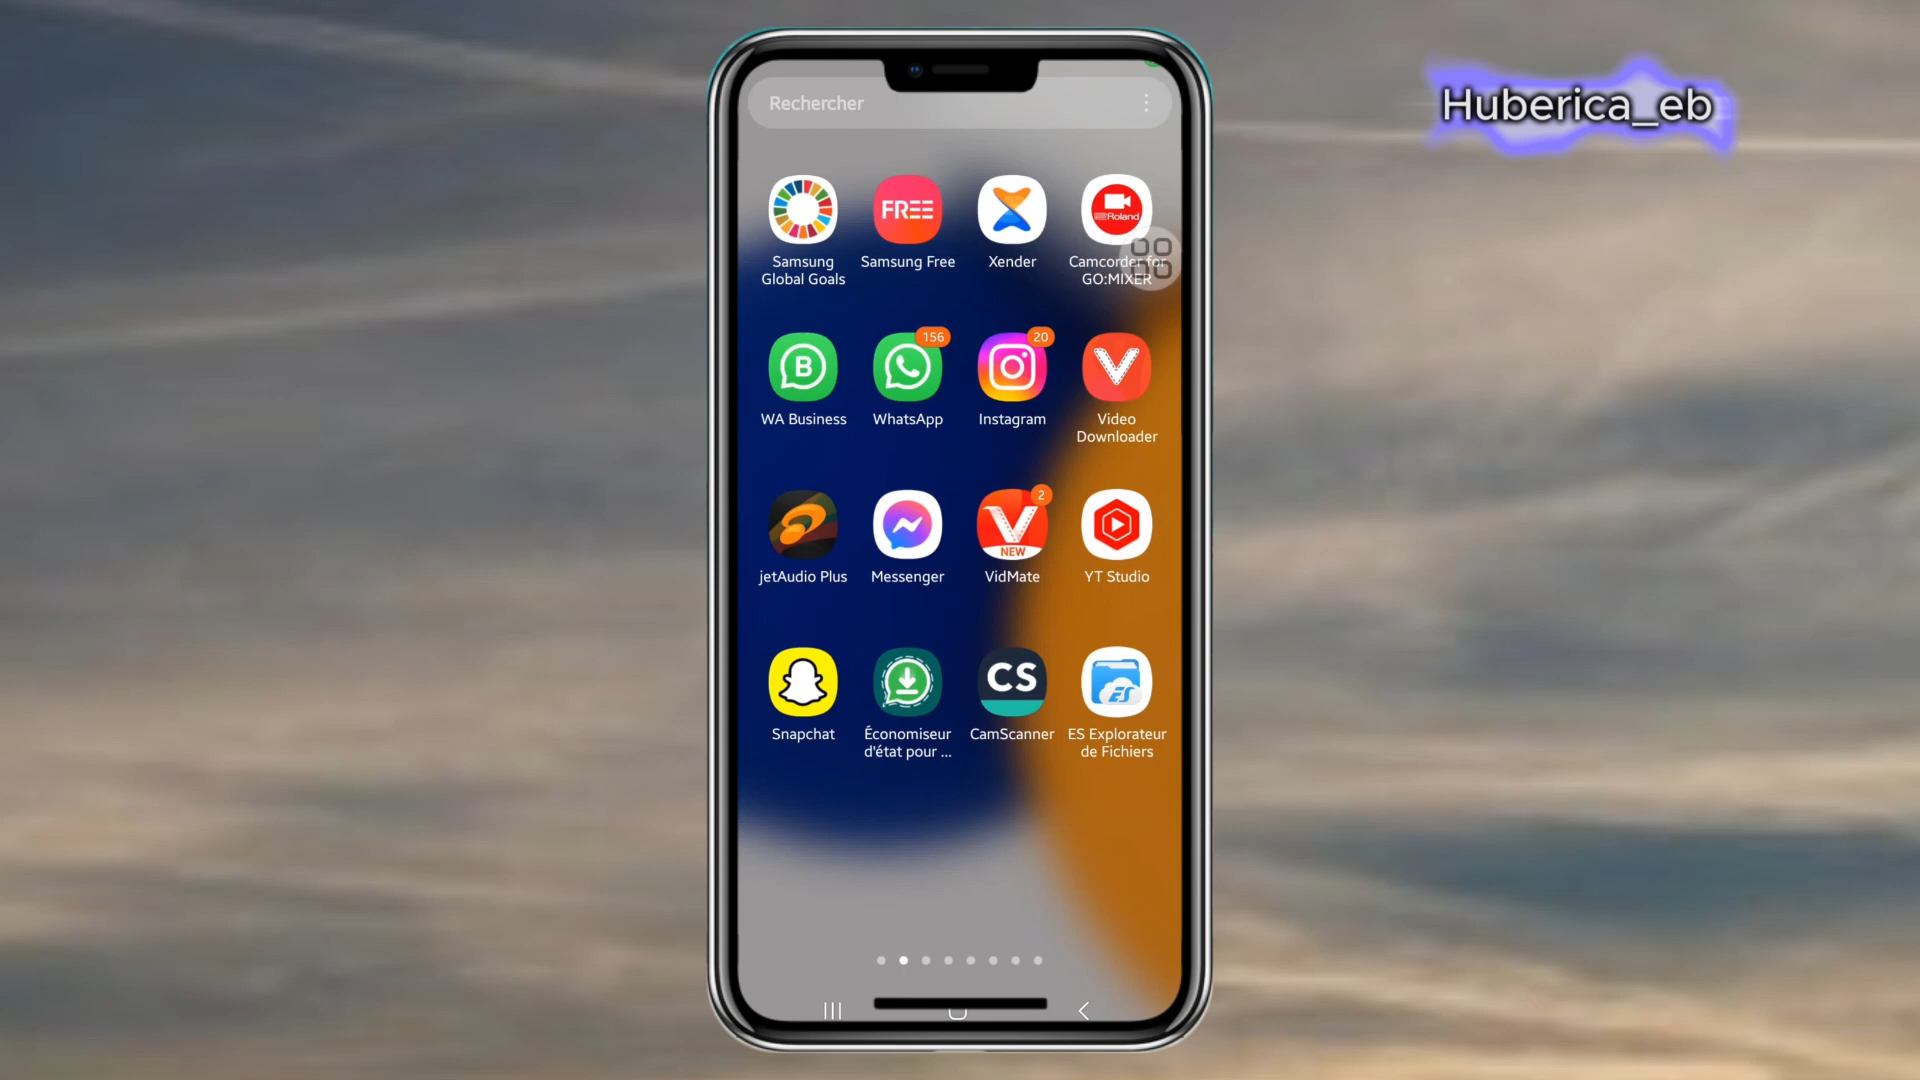 Huberica_eb
Rechercher
FREE
Roland
Samsung
Global Goals
Samsung Free
Xender
Camcorder for
GO:MIXER
B
156
20
WA Business
WhatsApp
Instagram
Video
Downloader
2
NEW
jetAudio Plus
Messenger
VidMate
YT Studio
CS
ES
Snapchat
Économiseur
d'état pour ...
CamScanner
ES Explorateur
de Fichiers